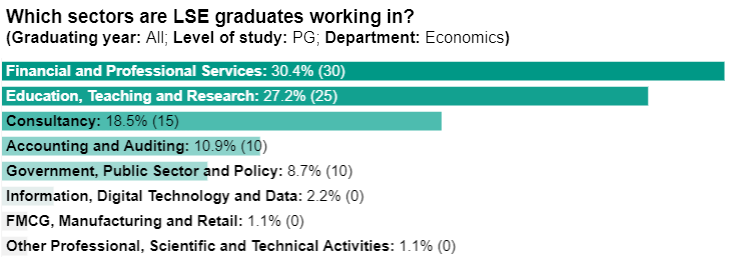 Which sectors are LSE graduates working in?
(Graduating year: All; Level of study: PG; Department: Economics)
Financial and Professional Services: 30.4% (30)
Education, Teaching and Research: 27.2% (25)
Consultancy: 18.5% (15)
Accounting and Auditing: 10.9% (10)
Government, Public Sector and Policy: 8.7% (10)
Information, Digital Technology and Data: 2.2% (0)
FMCG, Manufacturing and Retail: 1.1% (0)
Other Professional, Scientific and Technical Activities: 1.1% (0)